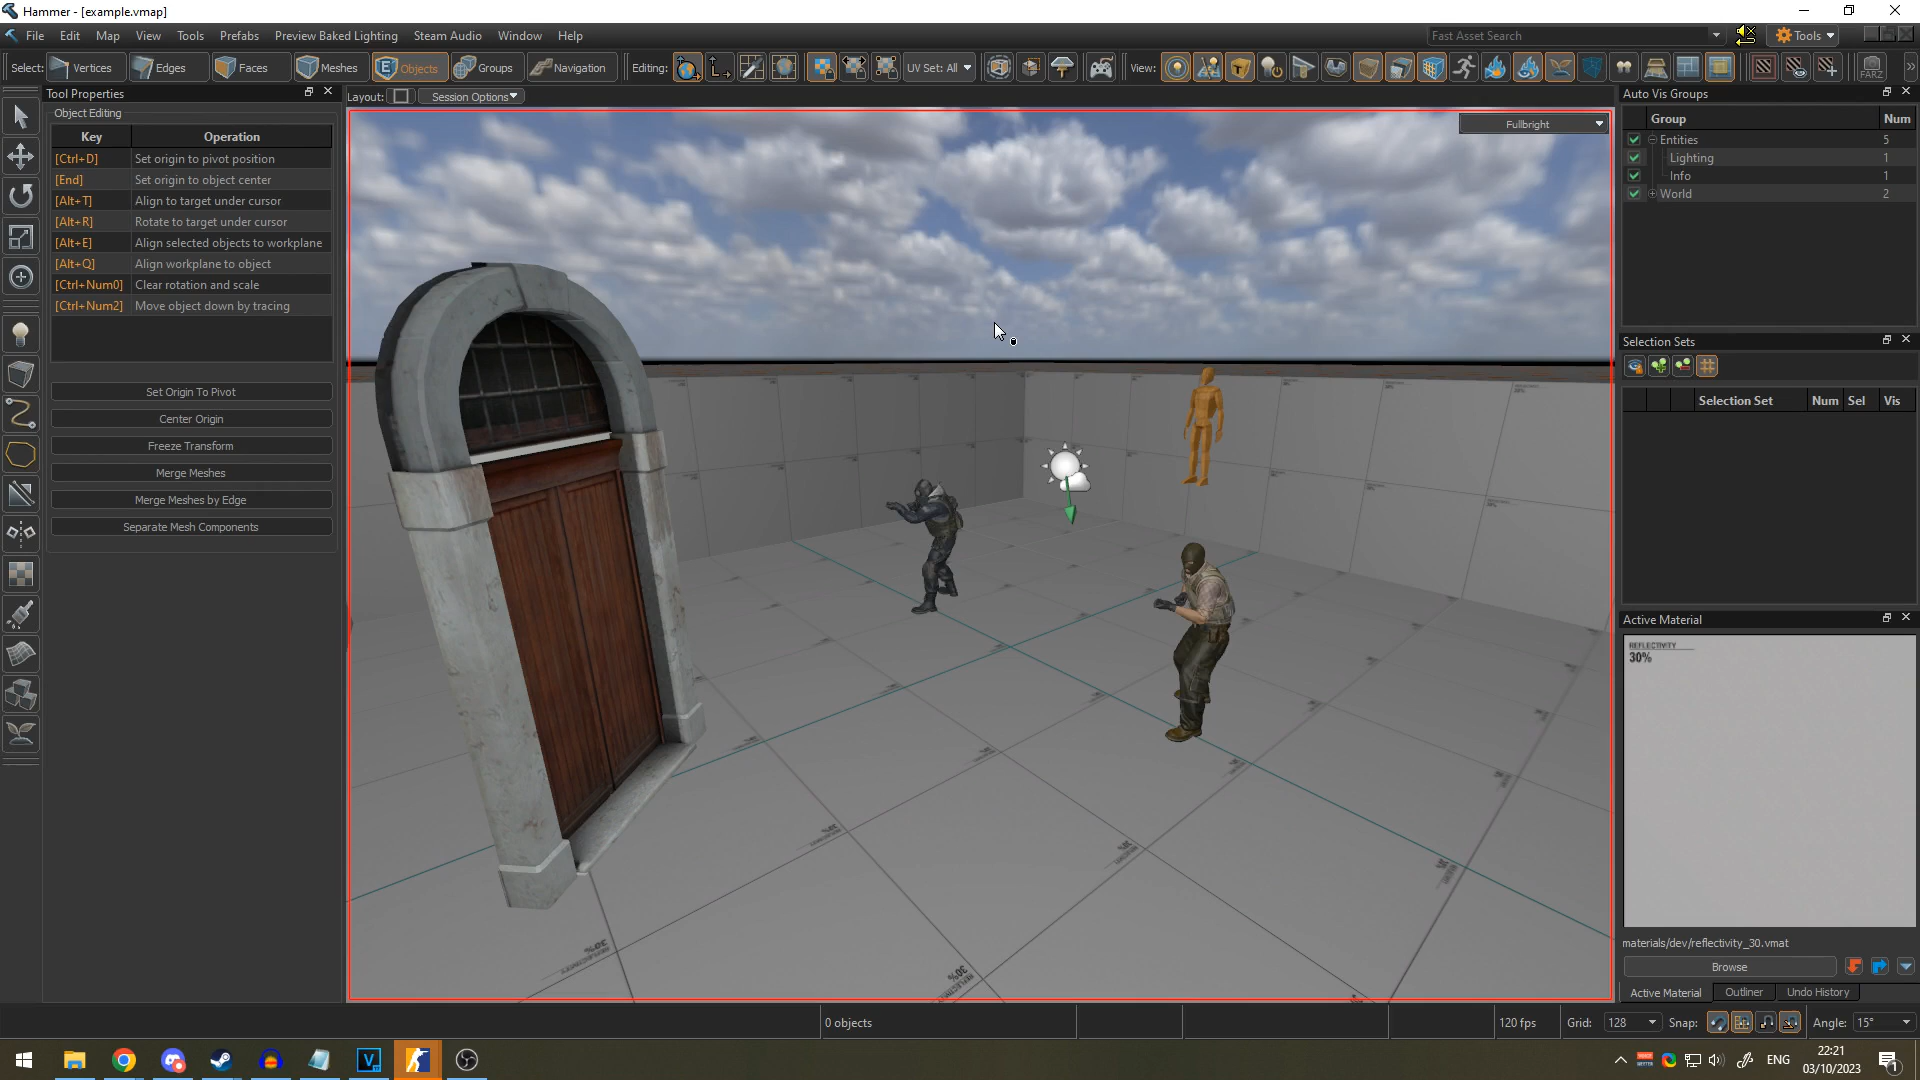 Hammer - [example.vmap]
File Edit Map View Tools Prefabs Preview Baked Lighting Steam Audio Window Help
Fast Asset Search
Tools
Select: Vertices Edges Faces Meshes Objects Groups Navigation Editing: UV Set: All View: FARZ
Tool Properties
Layout: Session Options
Object Editing
Key Operation
[Ctrl+D] Set origin to pivot position
[End] Set origin to object center
[Alt+T] Align to target under cursor
[Alt+R] Rotate to target under cursor
[Alt+E] Align selected objects to workplane
[Alt+Q] Align workplane to object
[Ctrl+Num0] Clear rotation and scale
[Ctrl+Num2] Move object down by tracing
Set Origin To Pivot
Center Origin
Freeze Transform
Merge Meshes
Merge Meshes by Edge
Separate Mesh Components
Fullbright
30%
Auto Vis Groups
Group Num
Entities 5
Lighting 1
Info 1
World 2
Selection Sets
Selection Set Num Sel Vis
Active Material
REFLECTIVITY
30%
materials/dev/reflectivity_30.vmat
Browse
Active Material Outliner Undo History
0 objects
120 fps
Grid: 128
Snap:
Angle: 15°
ENG
22:21
03/10/2023
1